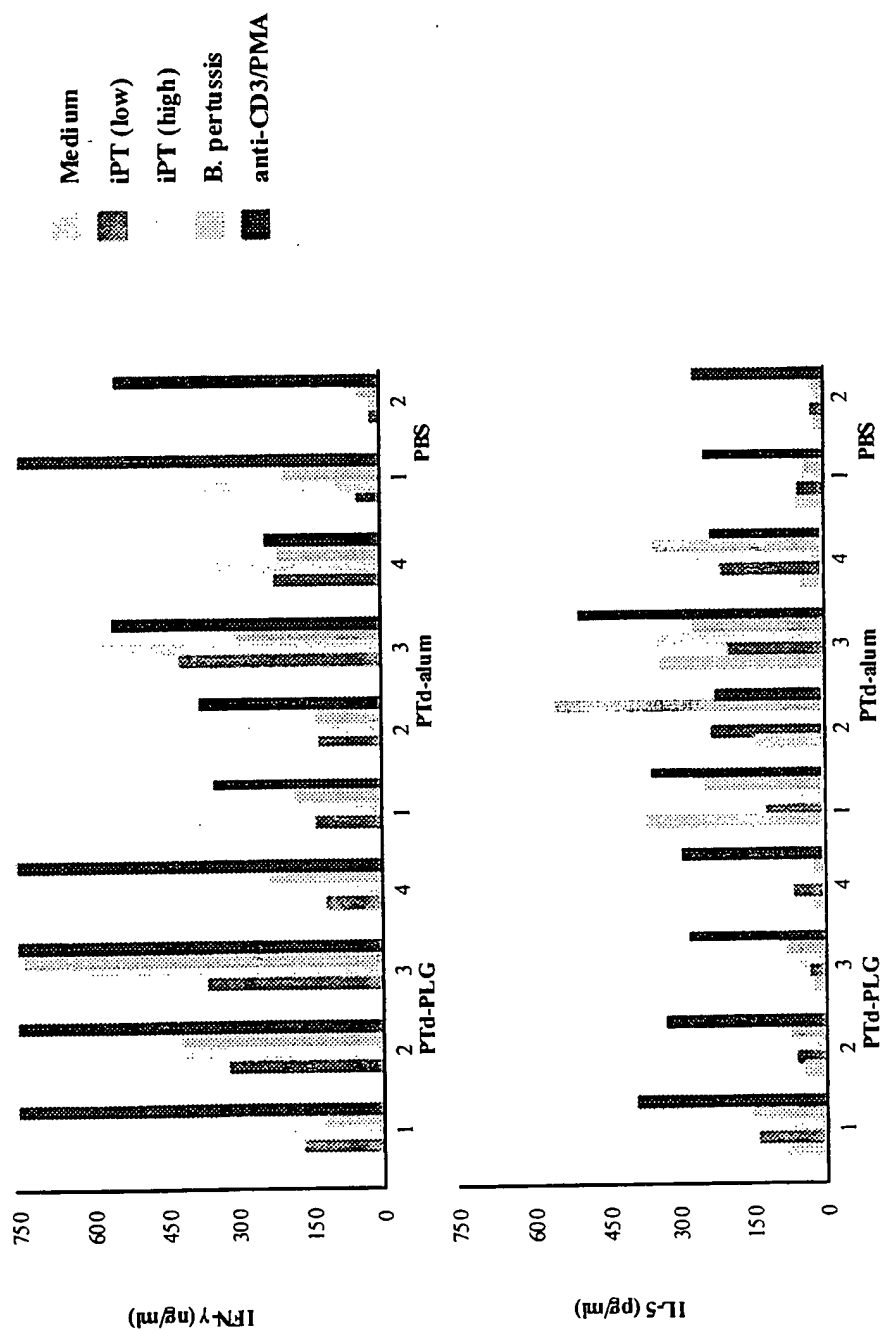 Medium
iPT (low)
iPT (high)
B. pertussis
anti-CD3/PMA
IFN-γ (ng/ml)
750
600
450
300
150
0
1 2 3 4 1 2 3 4 1 2
PTd-PLG PTd-alum PBS
IL-5 (pg/ml)
750
600
450
300
150
0
1 2 3 4 1 2 3 4 1 2
PTd-PLG PTd-alum PBS